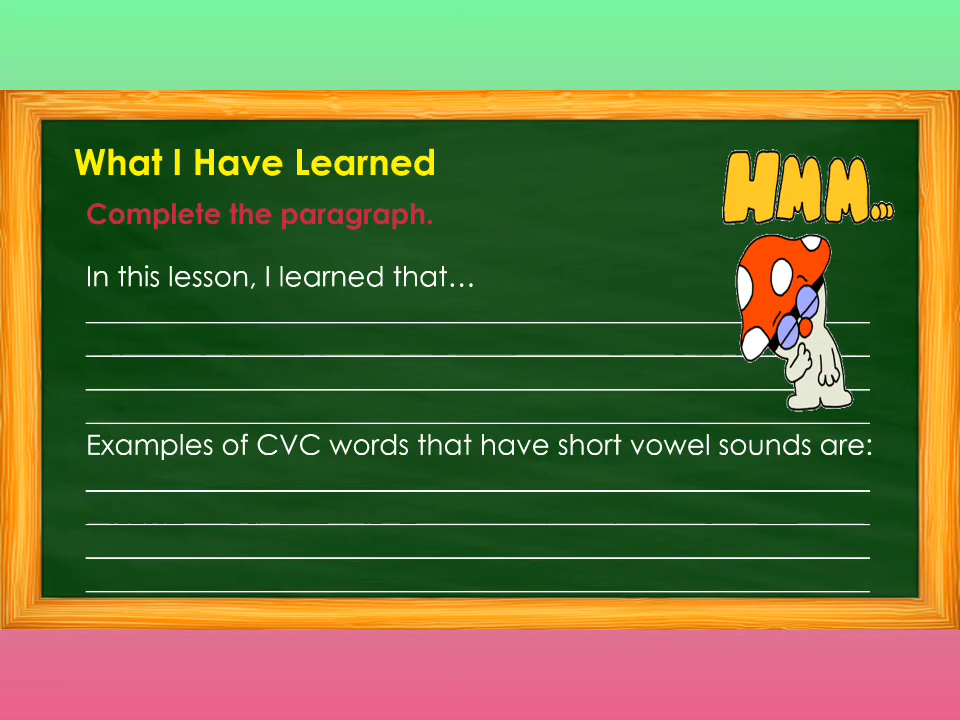 What I Have Learned
HMM...
Complete the paragraph.
In this lesson, I learned that…
Examples of CVC words that have short vowel sounds are: